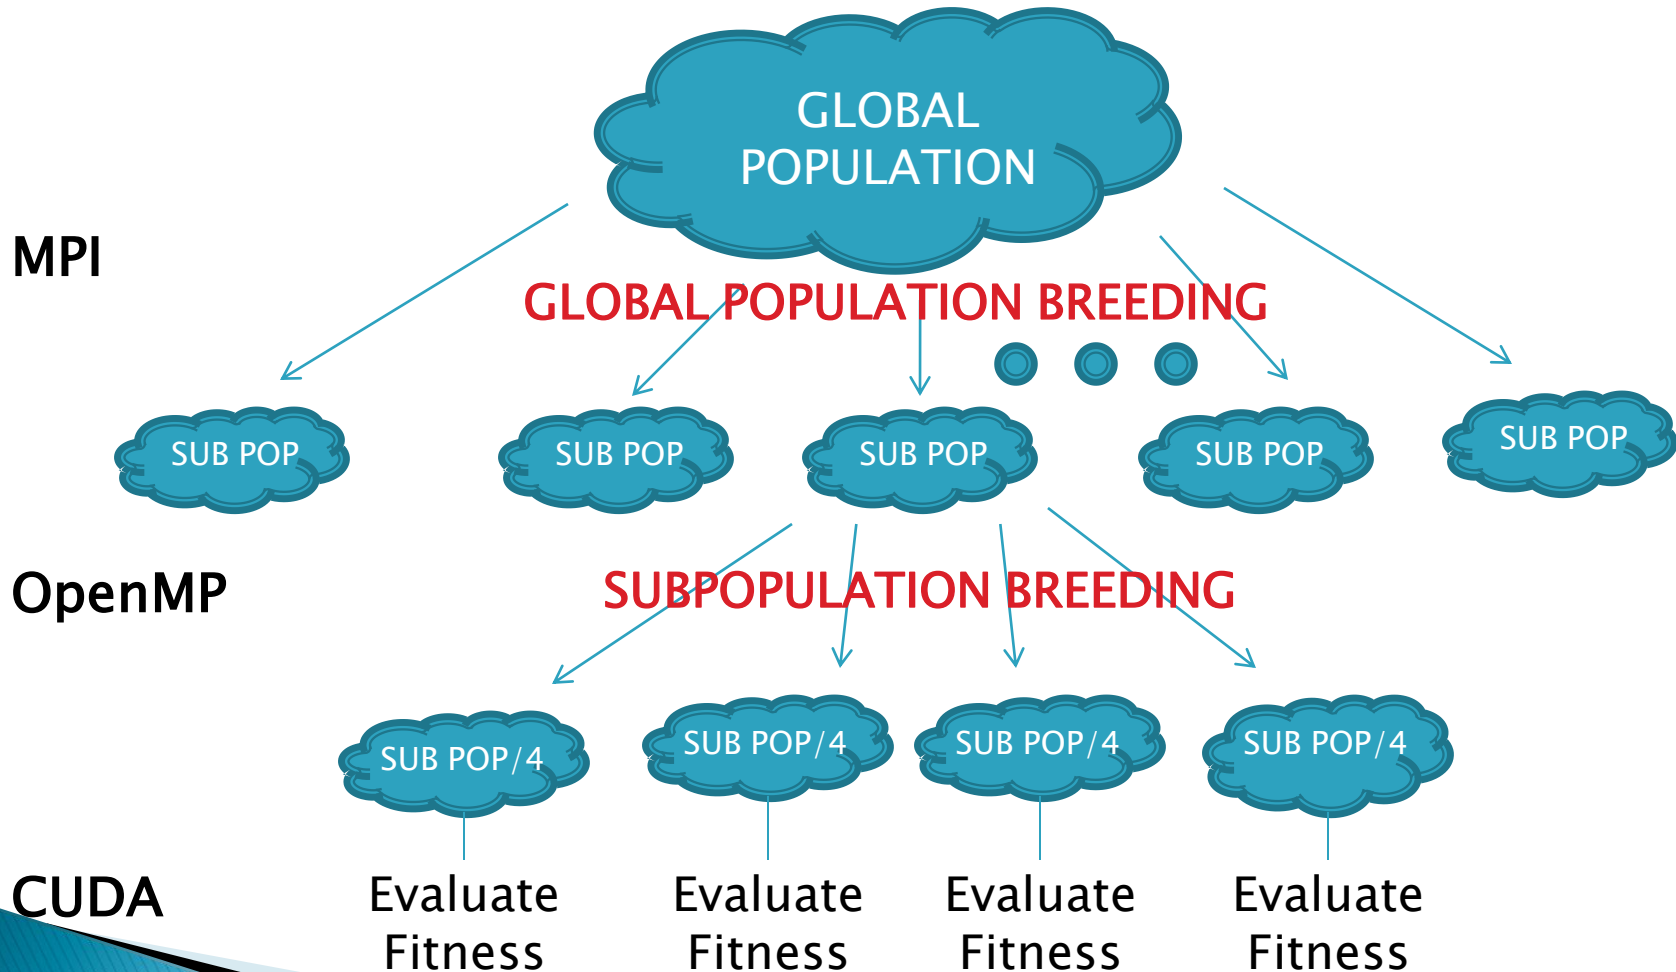 GLOBAL
POPULATION
MPI
GLOBAL POPULATION BREEDING
SUB POP
SUB POP
SUB POP
SUB POP
SUB POP
OpenMP
SUBPOPULATION BREEDING
SUB POP/4
SUB POP/4
SUB POP/4
SUB POP/4
CUDA
Evaluate
Fitness
Evaluate
Fitness
Evaluate
Fitness
Evaluate
Fitness